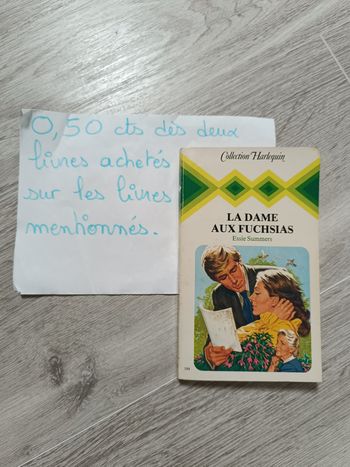 0,50 cts dès deux
livres achetés
sur les livres
mentionnés.
Collection Harlequin
LA DAME
AUX FUCHSIAS
Essie Summers